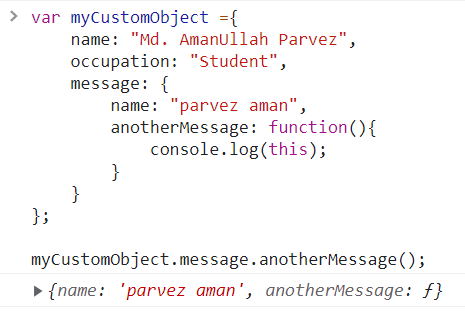 > var myCustomObject ={
    name: "Md. AmanUllah Parvez",
    occupation: "Student",
    message: {
        name: "parvez aman",
        anotherMessage: function(){
            console.log(this);
        }
    }
};

myCustomObject.message.anotherMessage();
▶ {name: 'parvez aman', anotherMessage: ƒ}